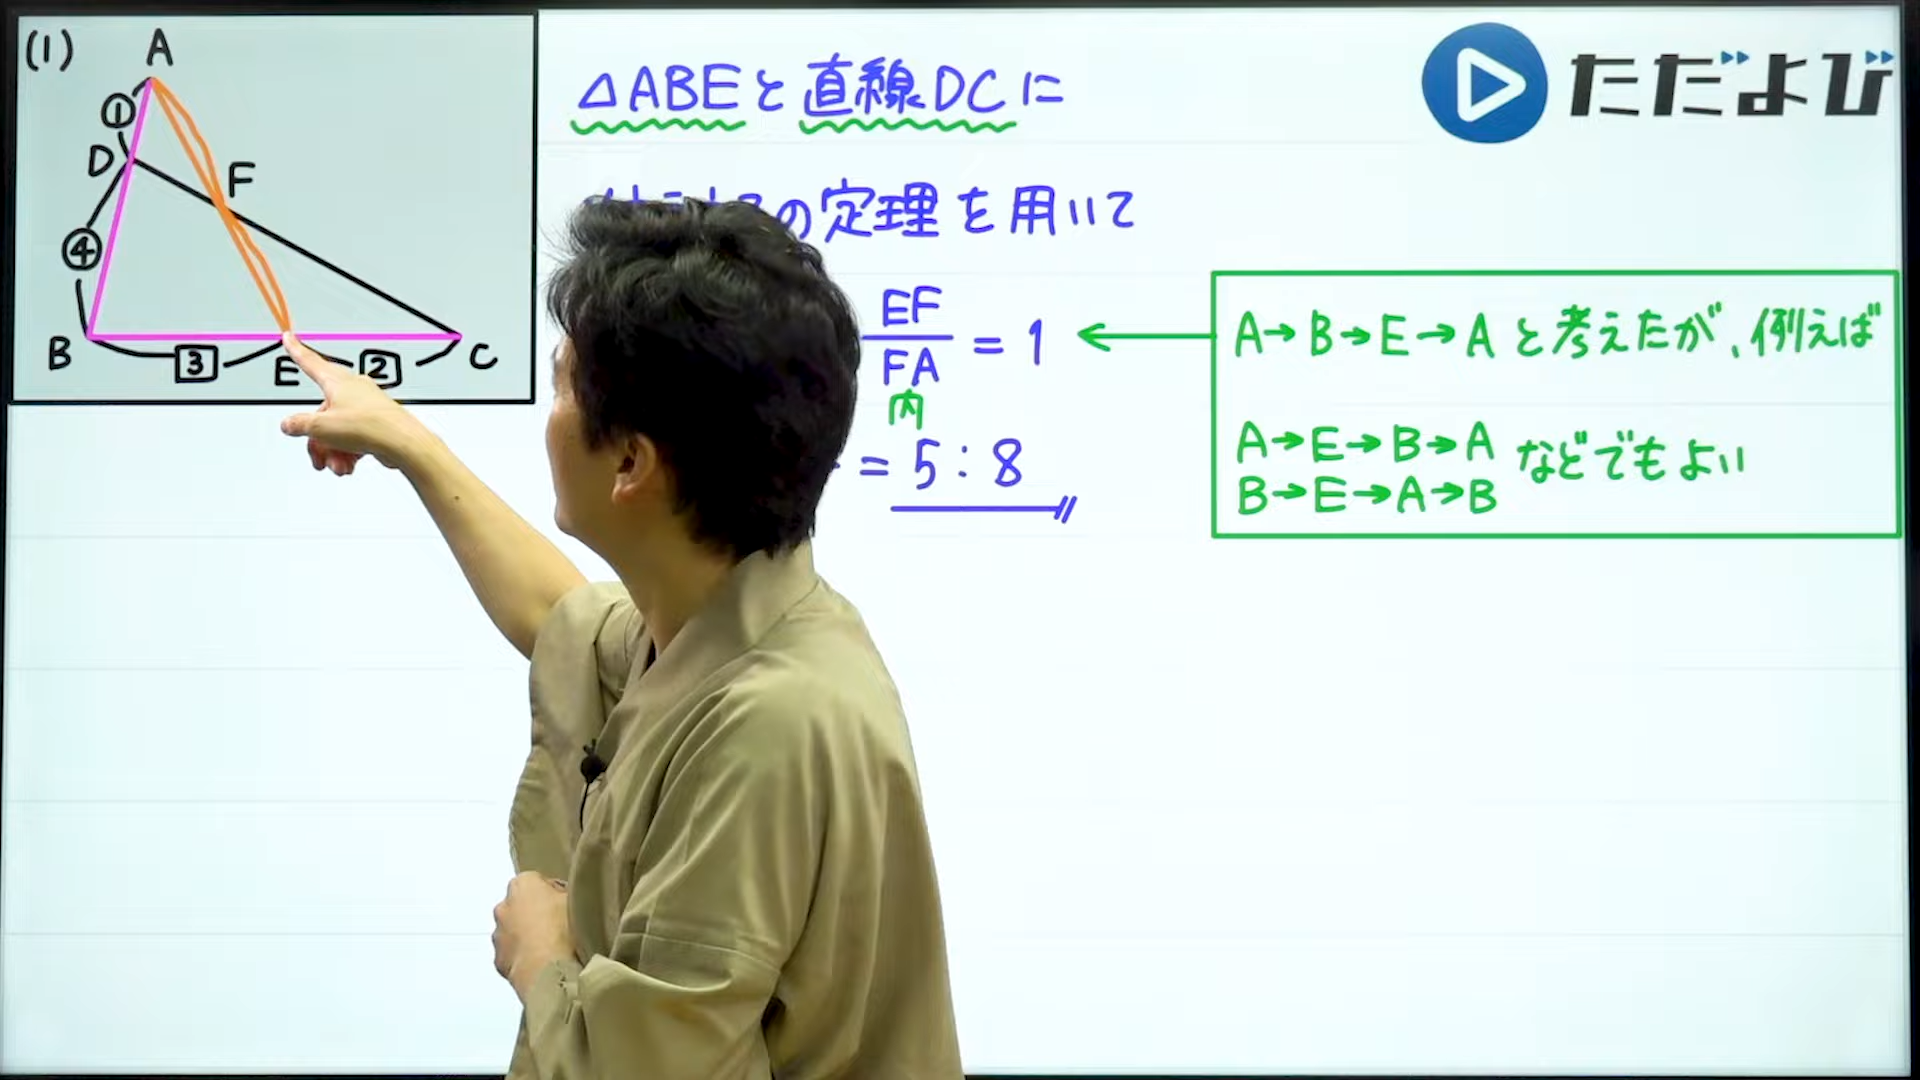 (1)
A
①
D
F
④
B
3
E
2
C
△ABEと直線DCに
の定理を用いて
EF
FA
= 1
内
= 5 : 8
A→B→E→Aと考えたが、例えば
A→E→B→A
B→E→A→B
などでもよい
ただよび